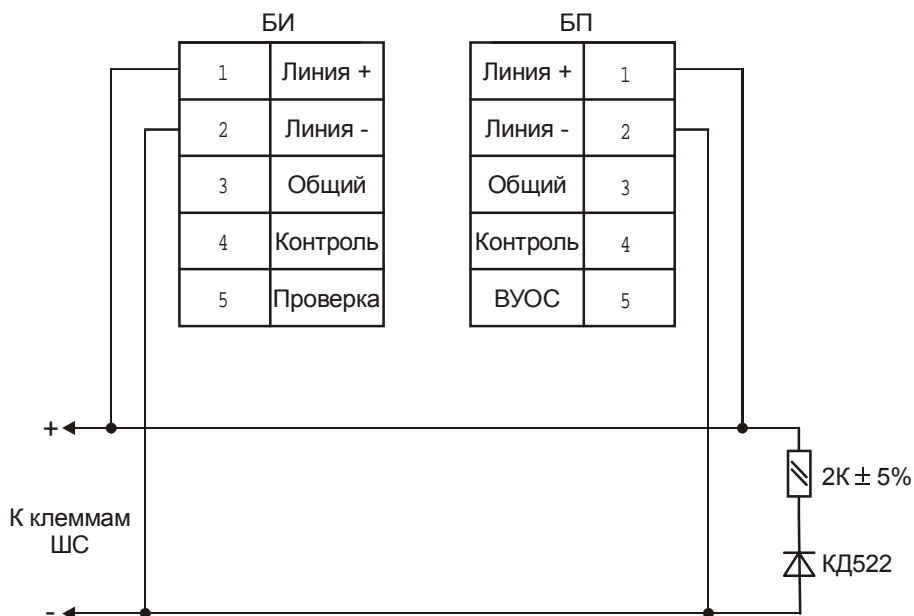 БИ
БП
1 Линия +
Линия + 1
2 Линия -
Линия - 2
3 Общий
Общий 3
4 Контроль
Контроль 4
5 Проверка
ВУОС 5
+
2К ± 5%
К клеммам
ШС
КД522
-